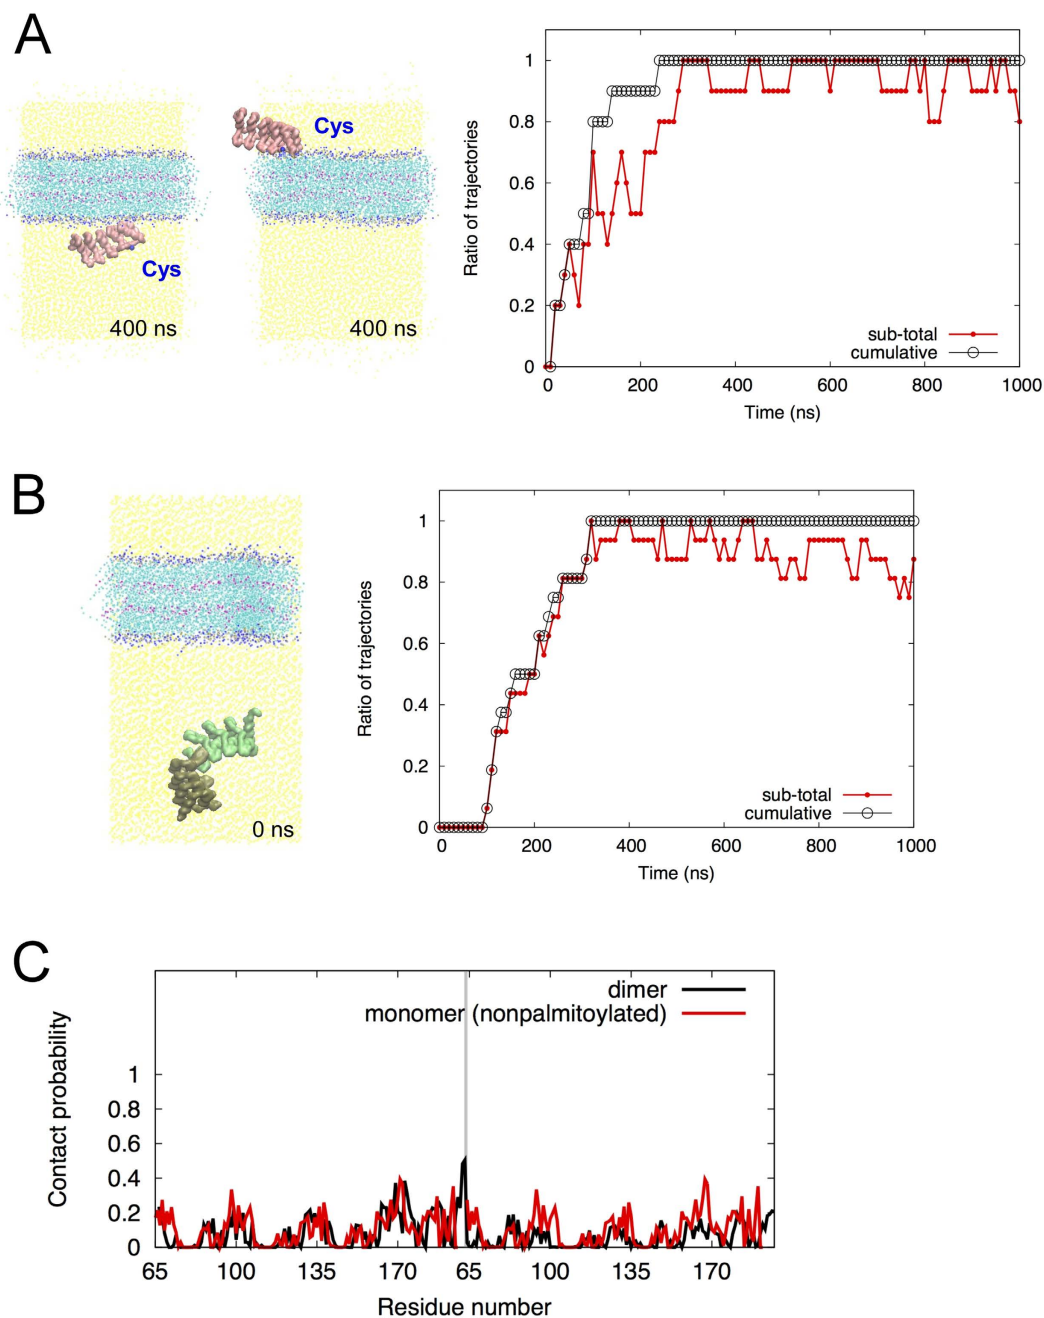 A
Cys
Cys
400 ns
400 ns
Ratio of trajectories
1
0.8
0.6
0.4
0.2
0
sub-total
cumulative
0 200 400 600 800 1000
Time (ns)
B
0 ns
Ratio of trajectories
1
0.8
0.6
0.4
0.2
0
sub-total
cumulative
0 200 400 600 800 1000
Time (ns)
C
Contact probability
dimer
monomer (nonpalmitoylated)
1
0.8
0.6
0.4
0.2
0
65 100 135 170 65 100 135 170
Residue number